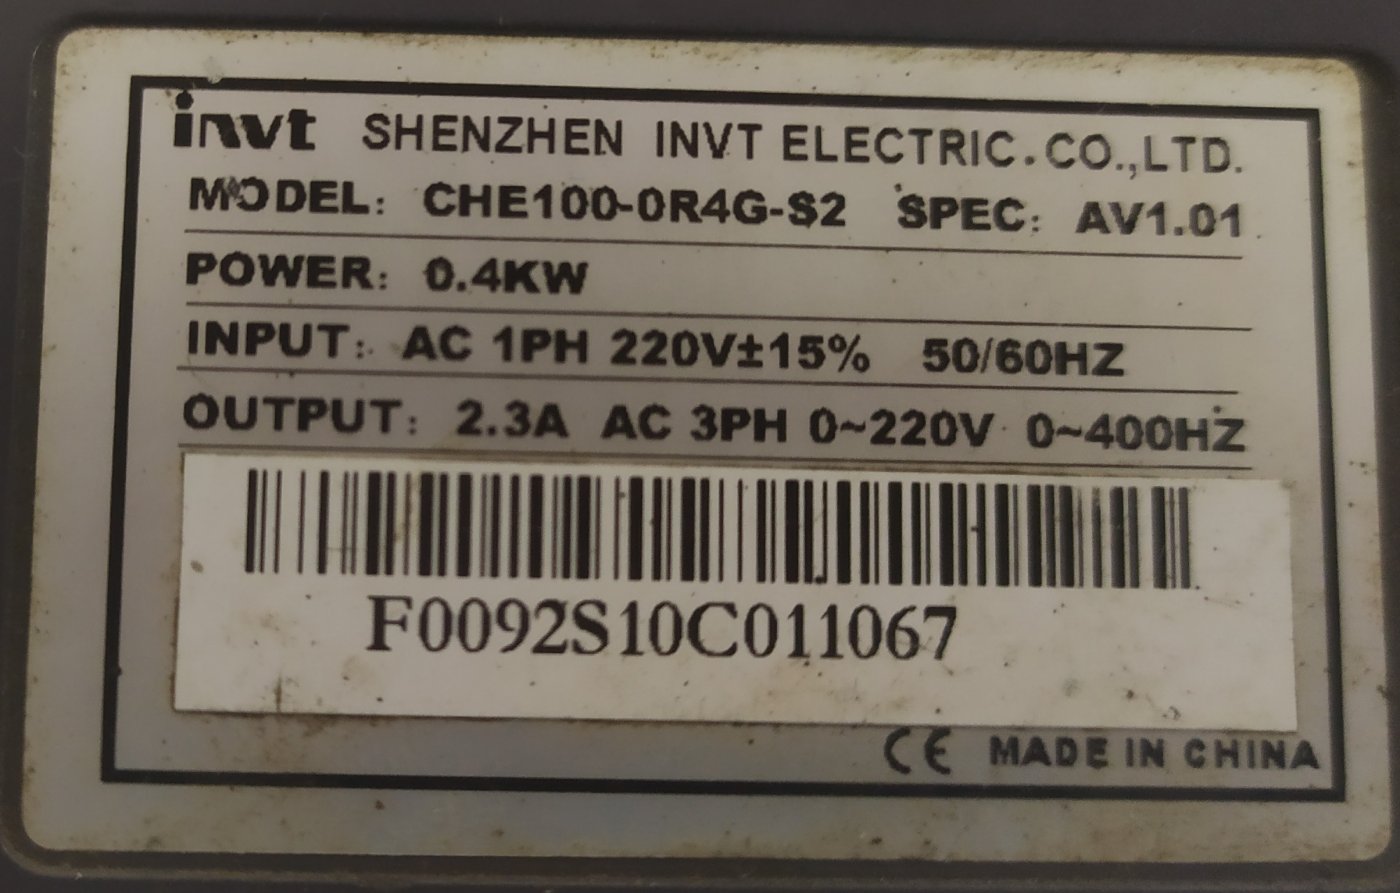 invt SHENZHEN INVT ELECTRIC.CO.,LTD.
MODEL: CHE100-0R4G-S2 SPEC: AV1.01
POWER: 0.4KW
INPUT: AC 1PH 220V±15% 50/60HZ
OUTPUT: 2.3A AC 3PH 0~220V 0~400HZ
F0092S10C011067
CE MADE IN CHINA